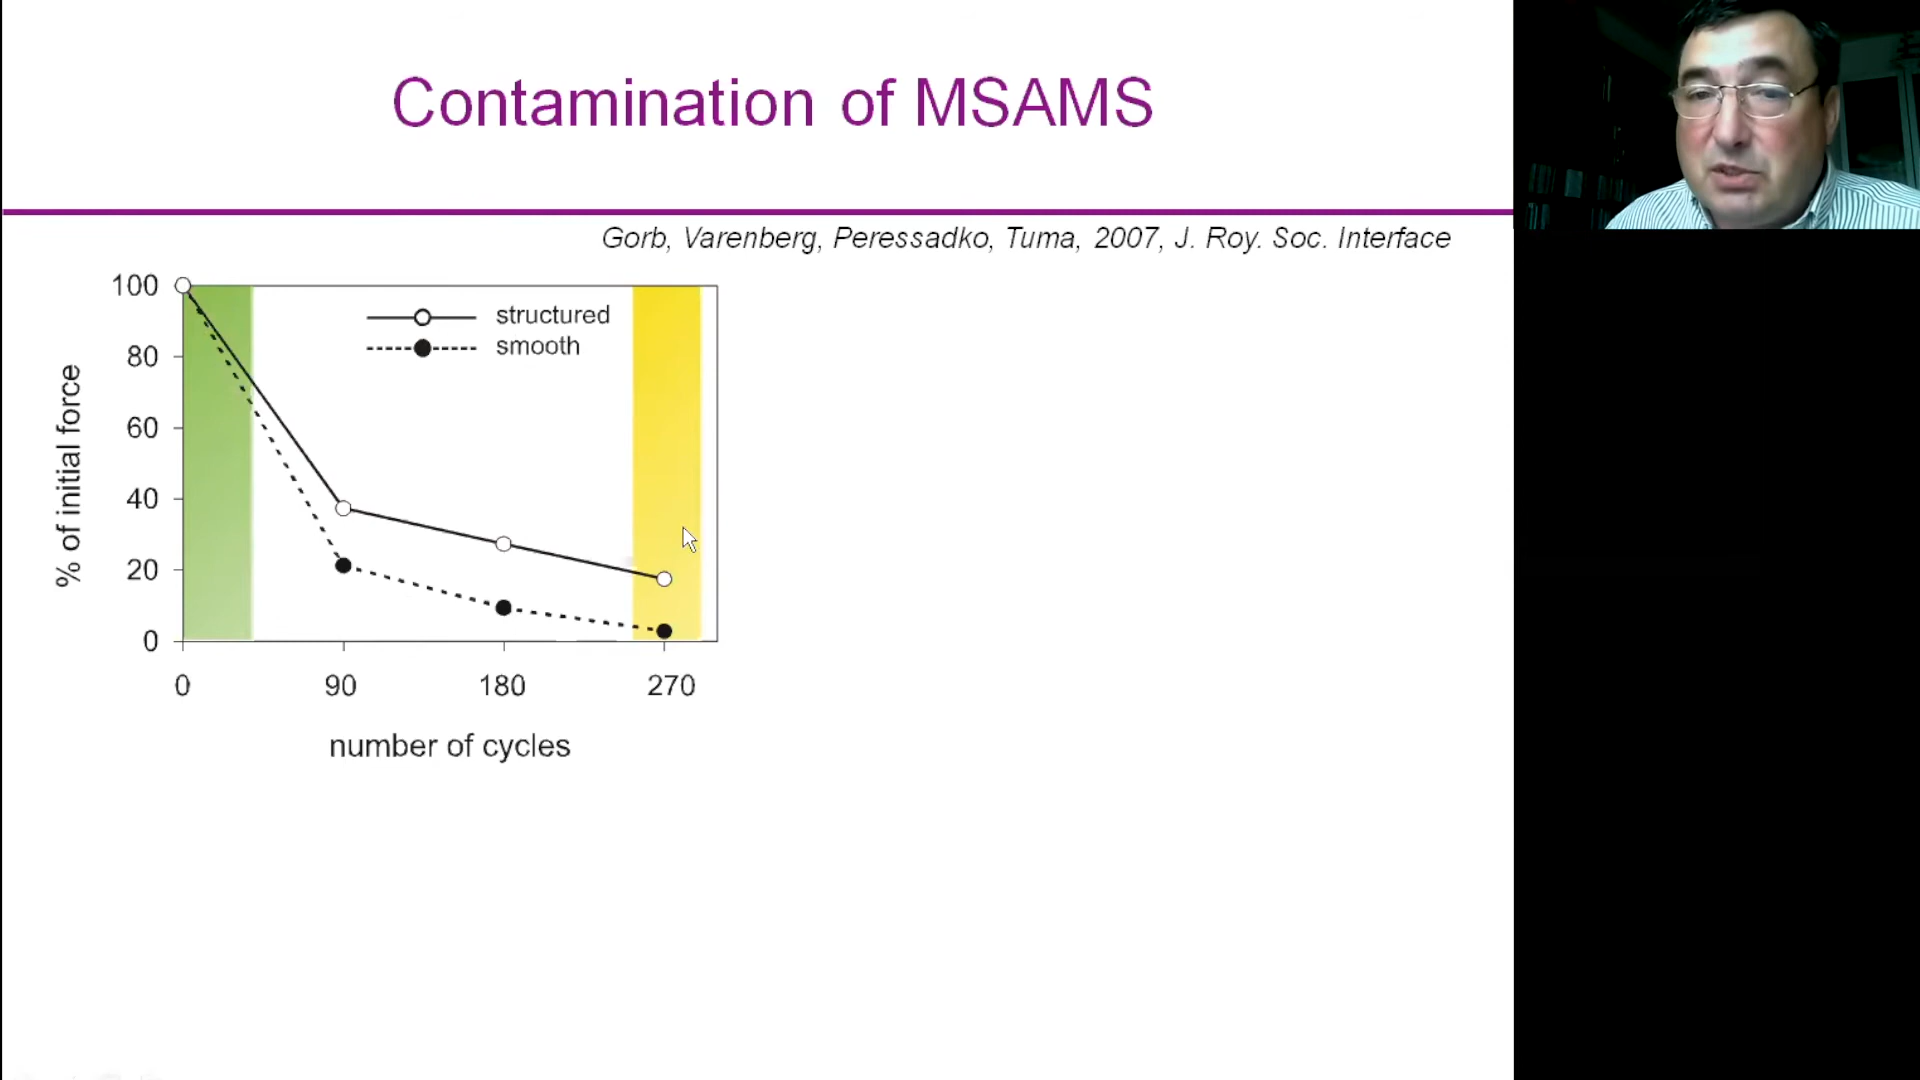 Contamination of MSAMS
Gorb, Varenberg, Peressadko, Tuma, 2007, J. Roy. Soc. Interface
structured
smooth
% of initial force
100
80
60
40
20
0
0 90 180 270
number of cycles